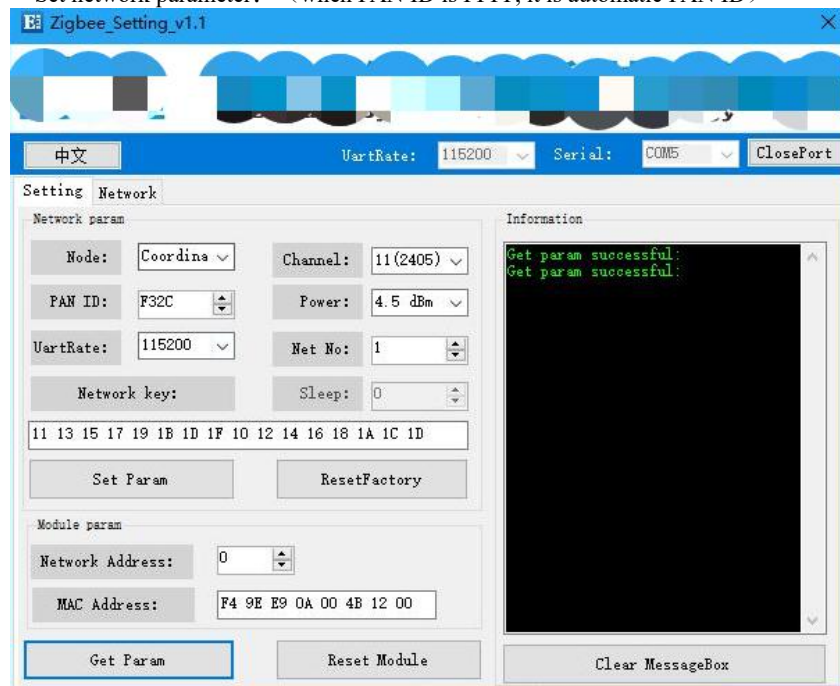 Set network parameter: （when PAN ID is FFFF, it is automatic PAN ID）
Zigbee_Setting_v1.1
中文 UartRate: 115200 Serial: COM5 ClosePort
Setting Network
Network param
Node: Coordina Channel: 11(2405)
PAN ID: F32C Power: 4.5 dBm
UartRate: 115200 Net No: 1
Network key: Sleep: 0
11 13 15 17 19 1B 1D 1F 10 12 14 16 18 1A 1C 1D
Set Param ResetFactory
Module param
Network Address: 0
MAC Address: F4 9E E9 0A 00 4B 12 00
Get Param Reset Module
Information
Get param successful:
Get param successful:
Clear MessageBox